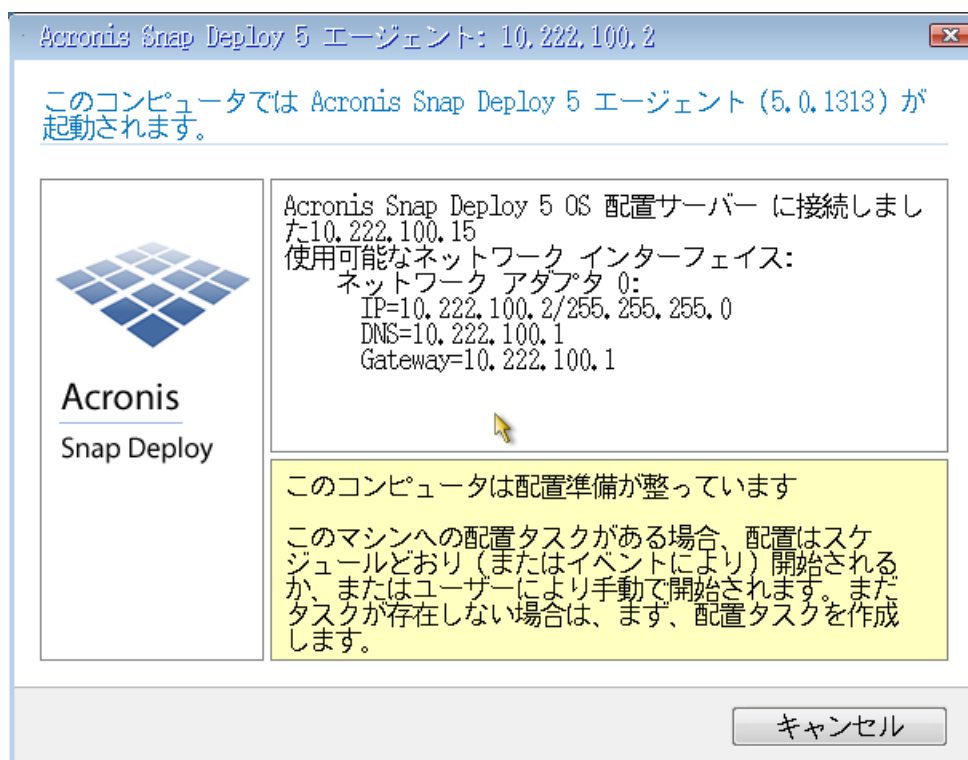 Acronis Snap Deploy 5 エージェント: 10.222.100.2
このコンピュータでは Acronis Snap Deploy 5 エージェント (5.0.1313) が
起動されます。
Acronis
Snap Deploy
Acronis Snap Deploy 5 OS 配置サーバー に接続しまし
た10.222.100.15
使用可能なネットワーク インターフェイス:
ネットワーク アダプタ 0:
IP=10.222.100.2/255.255.255.0
DNS=10.222.100.1
Gateway=10.222.100.1
このコンピュータは配置準備が整っています
このマシンへの配置タスクがある場合、配置はスケ
ジュールどおり (またはイベントにより) 開始される
か、またはユーザーにより手動で開始されます。まだ
タスクが存在しない場合は、まず、配置タスクを作成
します。
キャンセル